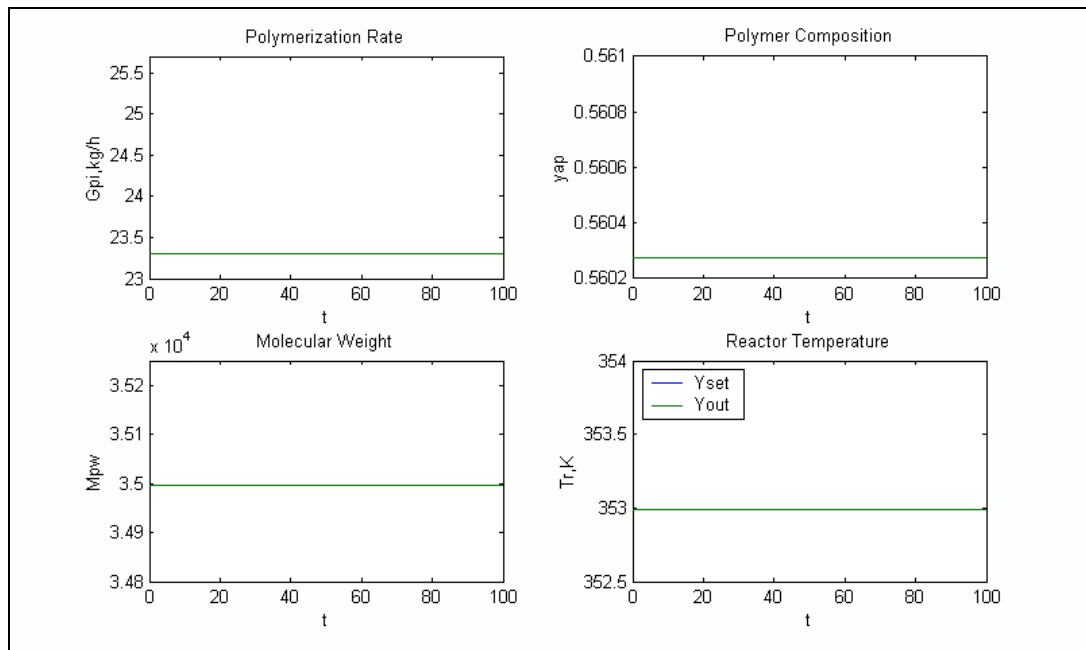 Polymerization Rate
25.5
25
24.5
24
23.5
23
Gpi,kg/h
0 20 40 60 80 100
t
Polymer Composition
0.561
0.5608
0.5606
0.5604
0.5602
yap
0 20 40 60 80 100
t
x 10^4
Molecular Weight
3.52
3.51
3.5
3.49
3.48
Mpw
0 20 40 60 80 100
t
Reactor Temperature
354
353.5
353
352.5
Tr,K
Yset
Yout
0 20 40 60 80 100
t